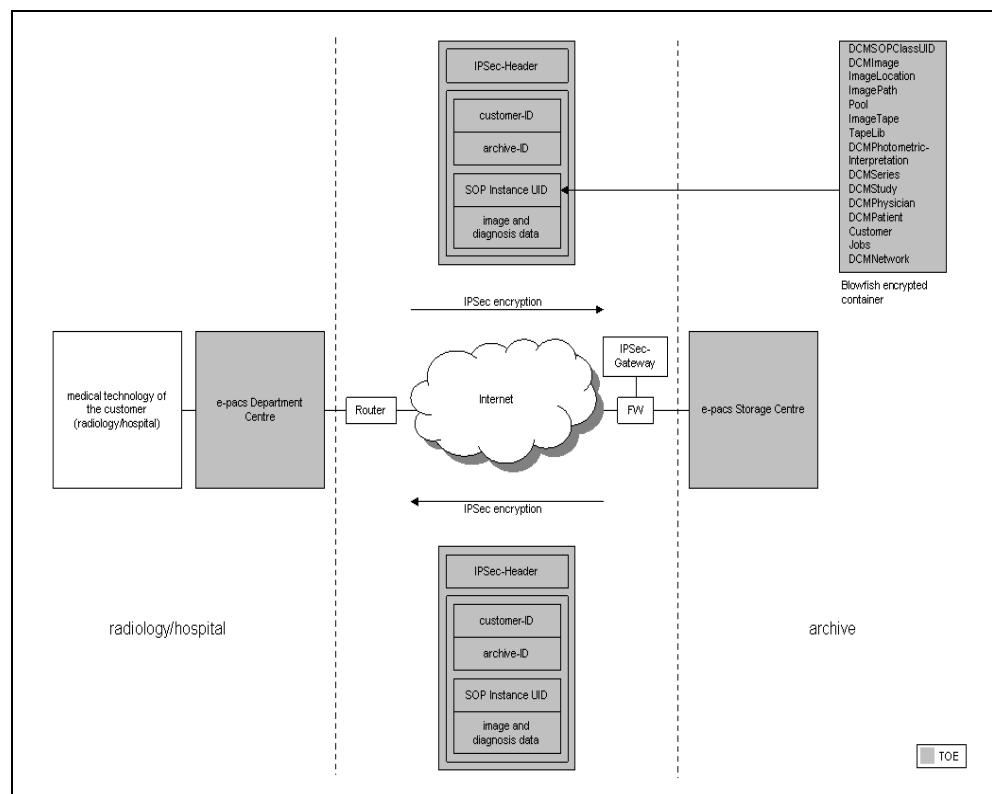 IPSec-Header
customer-ID
archive-ID
SOP Instance UID
image and
diagnosis data
DCMSOPClassUID
DCMImage
ImageLocation
ImagePath
Pool
ImageTape
TapeLib
DCMPhotometric-
Interpretation
DCMSeries
DCMStudy
DCMPhysician
DCMPatient
Customer
Jobs
DCMNetwork
Blowfish encrypted
container
IPSec encryption
medical technology of
the customer
(radiology/hospital)
e-pacs Department
Centre
Router
Internet
IPSec-
Gateway
FW
e-pacs Storage Centre
IPSec encryption
IPSec-Header
customer-ID
archive-ID
SOP Instance UID
image and
diagnosis data
radiology/hospital
archive
TOE